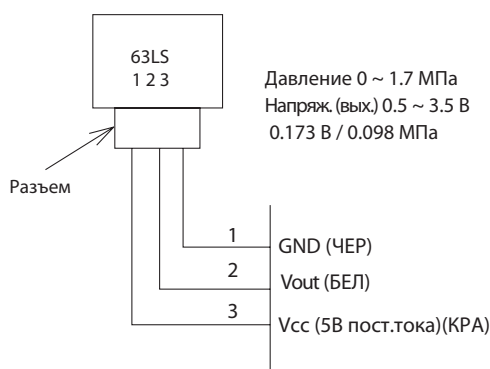 63LS
1 2 3
Давление 0 ~ 1.7 МПа
Напряж. (вых.) 0.5 ~ 3.5 В
0.173 В / 0.098 МПа
Разъем
1
GND (ЧЕР)
2
Vout (БЕЛ)
3
Vcc (5В пост.тока)(КРА)